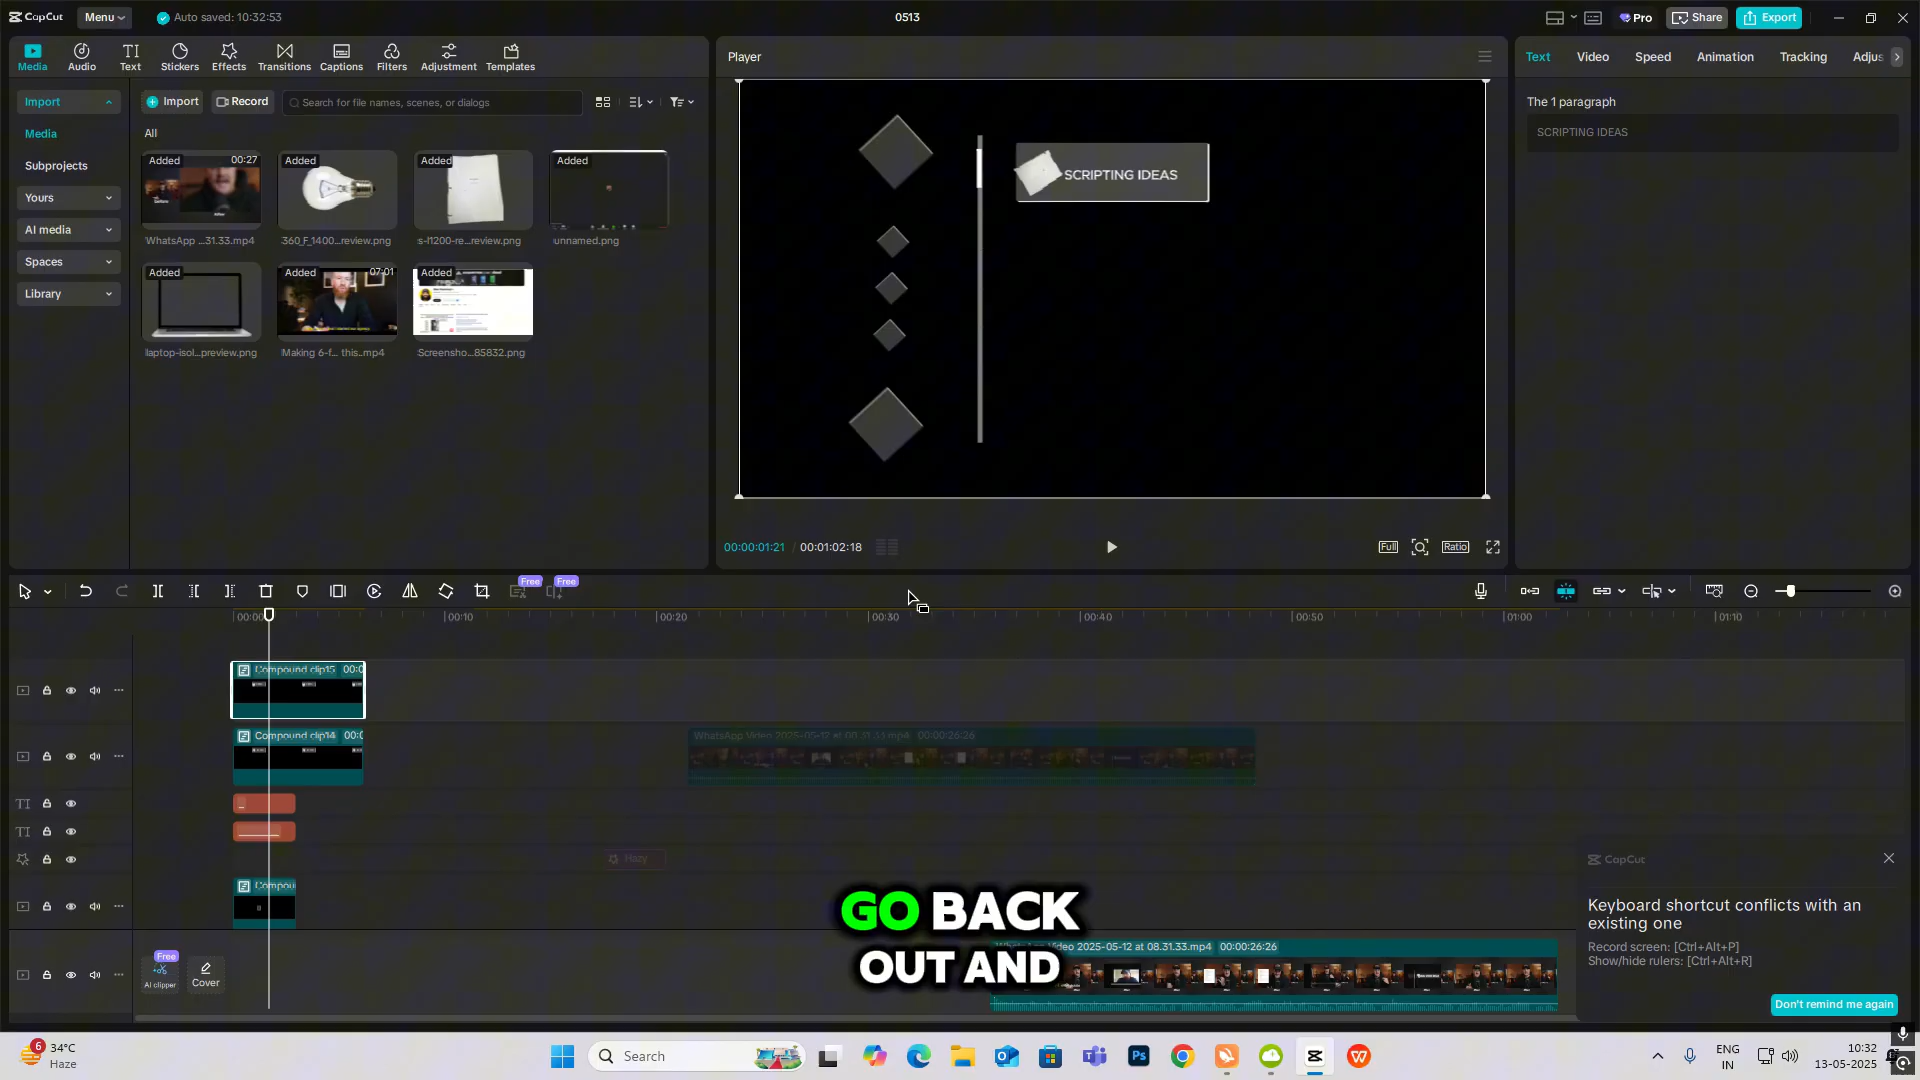 CapCut
Menu
Auto saved: 10:32:53
0513
Pro
Share
Export
Media
Audio
Text
Stickers
Effects
Transitions
Captions
Filters
Adjustment
Templates
Player
Text
Video
Speed
Animation
Tracking
Adjus
Import
Media
Subprojects
Yours
AI media
Spaces
Library
Import
Record
Search for file names, scenes, or dialogs
All
Added 00:27
WhatsApp ...31.33.mp4
Added
360_F_1400...review.png
Added
s-l1200-re...review.png
Added
unnamed.png
Added
laptop-isol...preview.png
Added 07:01
Making 6-f... this..mp4
Added
Screensho...85832.png
SCRIPTING IDEAS
The 1 paragraph
SCRIPTING IDEAS
00:00:01:21 / 00:01:02:18
Full
Ratio
Free
Free
00:00
00:10
00:20
00:30
00:40
00:50
01:00
01:10
Compound clip15 00:0
Compound clip14 00:0
WhatsApp Video 2025-05-12 at 08.31.33.mp4 00:00:26:26
TI
TI
Hazy
Compou
Free
AI clipper
Cover
Video 2025-05-12 at 08.31.33.mp4 00:00:26:26
GO BACK
OUT AND
CapCut
Keyboard shortcut conflicts with an
existing one
Record screen: [Ctrl+Alt+P]
Show/hide rulers: [Ctrl+Alt+R]
Don't remind me again
6
34°C
Haze
Search
Ps
ENG
IN
10:32
13-05-2025